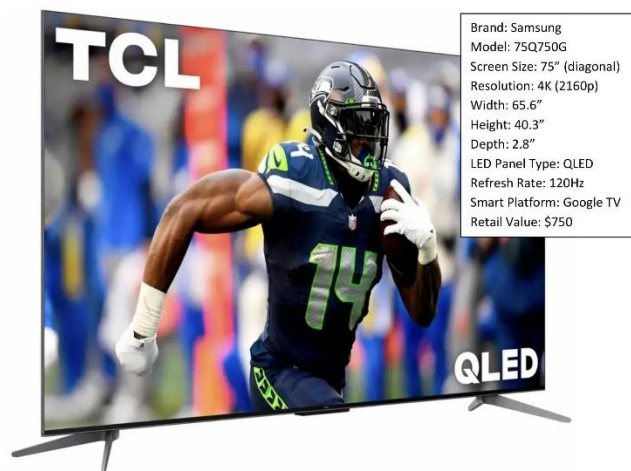 TCL
Brand: Samsung
Model: 75Q750G
Screen Size: 75” (diagonal)
Resolution: 4K (2160p)
Width: 65.6”
Height: 40.3”
Depth: 2.8”
LED Panel Type: QLED
Refresh Rate: 120Hz
Smart Platform: Google TV
Retail Value: $750
14
14
QLED